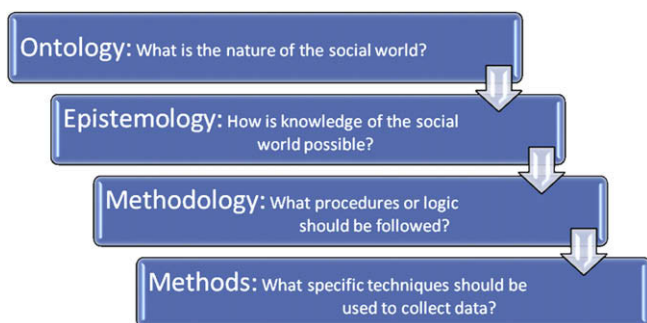 Ontology: What is the nature of the social world?
Epistemology: How is knowledge of the social
world possible?
Methodology: What procedures or logic
should be followed?
Methods: What specific techniques should be
used to collect data?